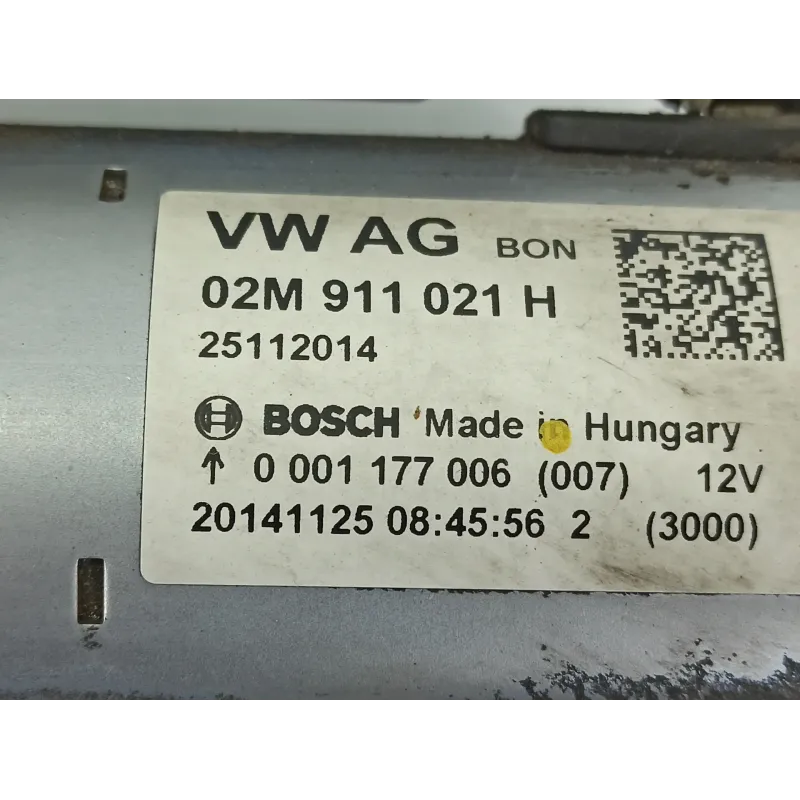 VW AG BON
02M 911 021 H
25112014
BOSCH Made in Hungary
↑ 0 001 177 006 (007) 12V
20141125 08:45:56 2 (3000)